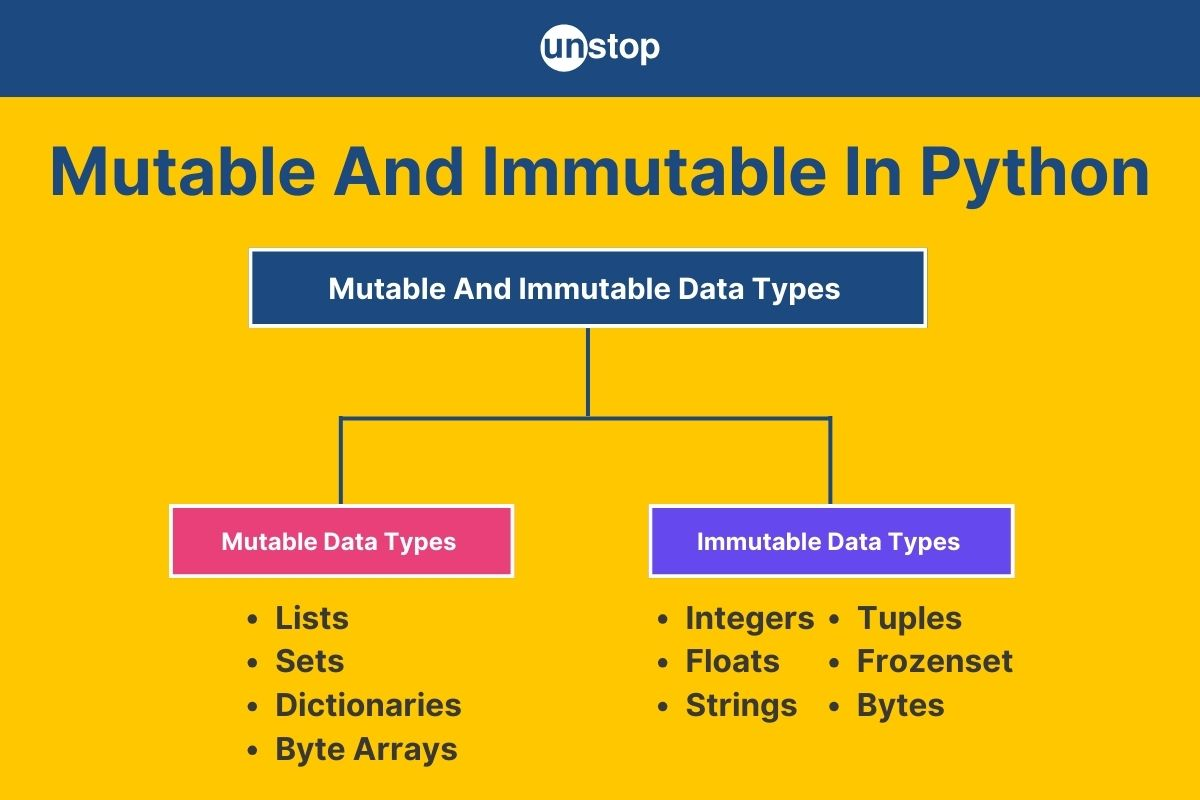 unstop
Mutable And Immutable In Python
Mutable And Immutable Data Types
Mutable Data Types
• Lists
• Sets
• Dictionaries
• Byte Arrays
Immutable Data Types
• Integers • Tuples
• Floats • Frozenset
• Strings • Bytes